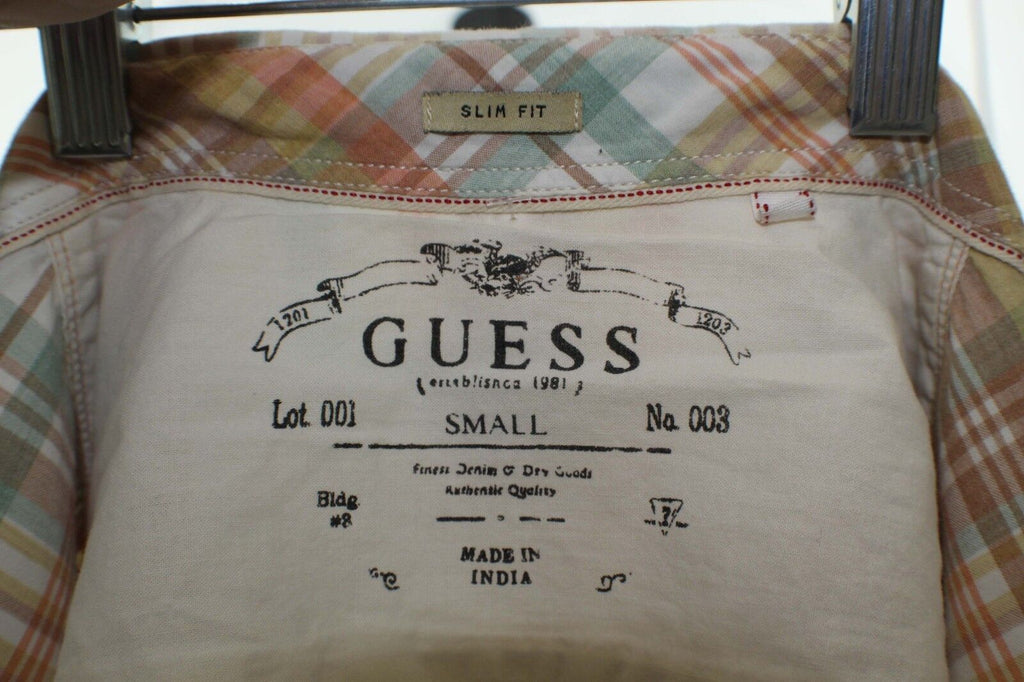 SLIM FIT
1201
1203
GUESS
established 1981
Lot. 001 SMALL No. 003
Finest Denim & Dry Goods
Authentic Quality
Bldg.
#8
?
MADE IN
INDIA